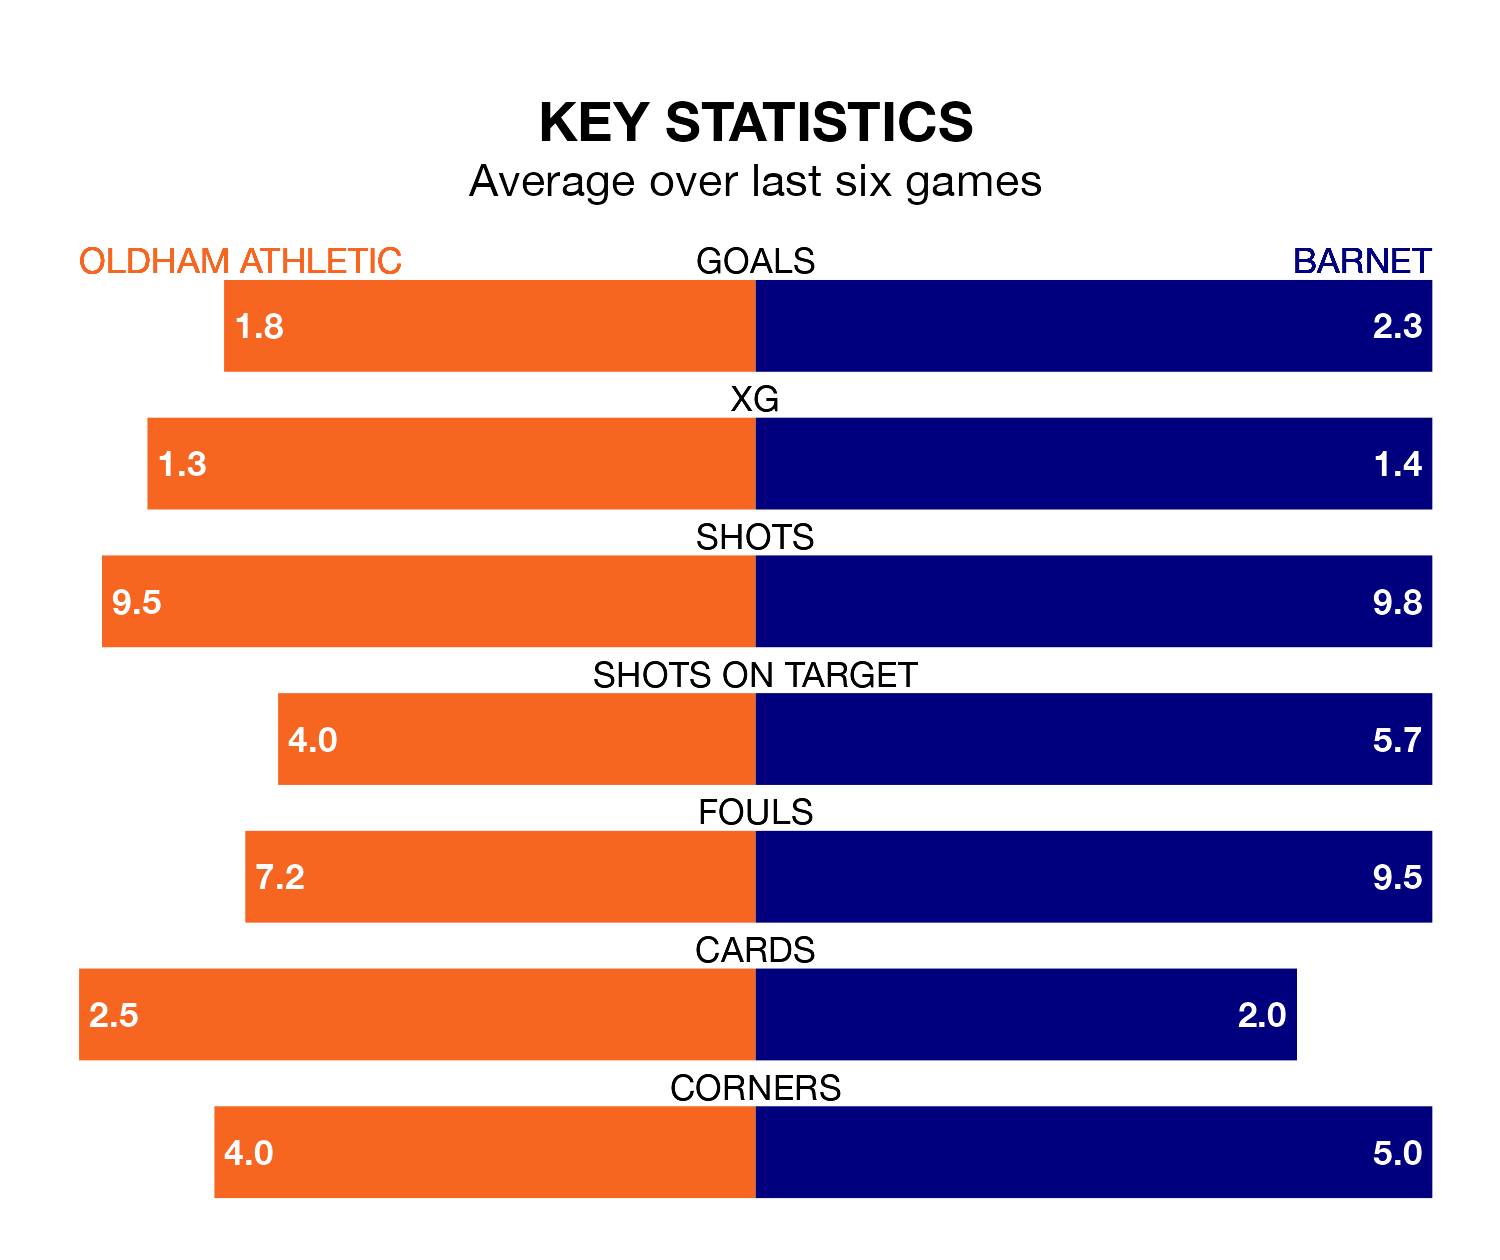 KEY STATISTICS
Average over last six games
OLDHAM ATHLETIC GOALS BARNET
1.8 2.3
XG
1.3 1.4
SHOTS
9.5 9.8
SHOTS ON TARGET
4.0 5.7
FOULS
7.2 9.5
CARDS
2.5 2.0
CORNERS
4.0 5.0